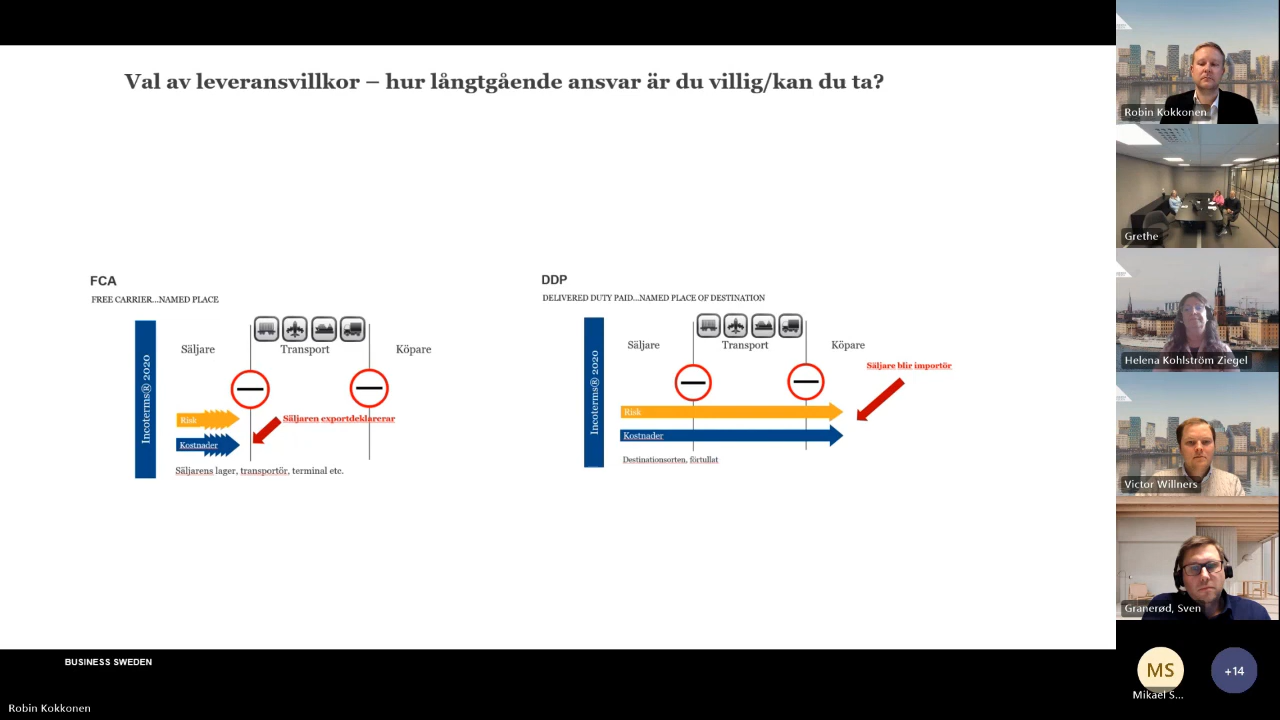 Val av leveransvillkor – hur långtgående ansvar är du villig/kan du ta?
FCA
FREE CARRIER...NAMED PLACE
Incoterms® 2020
Säljare
Transport
Köpare
Risk
Säljaren exportdeklarerar
Kostnader
Säljarens lager, transportör, terminal etc.
DDP
DELIVERED DUTY PAID...NAMED PLACE OF DESTINATION
Incoterms® 2020
Säljare
Transport
Köpare
Säljare blir importör
Risk
Kostnader
Destinationsorten, förtullat
BUSINESS SWEDEN
Robin Kokkonen
Robin Kokkonen
Grethe
Helena Kohlström Ziegel
Victor Willners
Granerød, Sven
MS
Mikael S...
+14